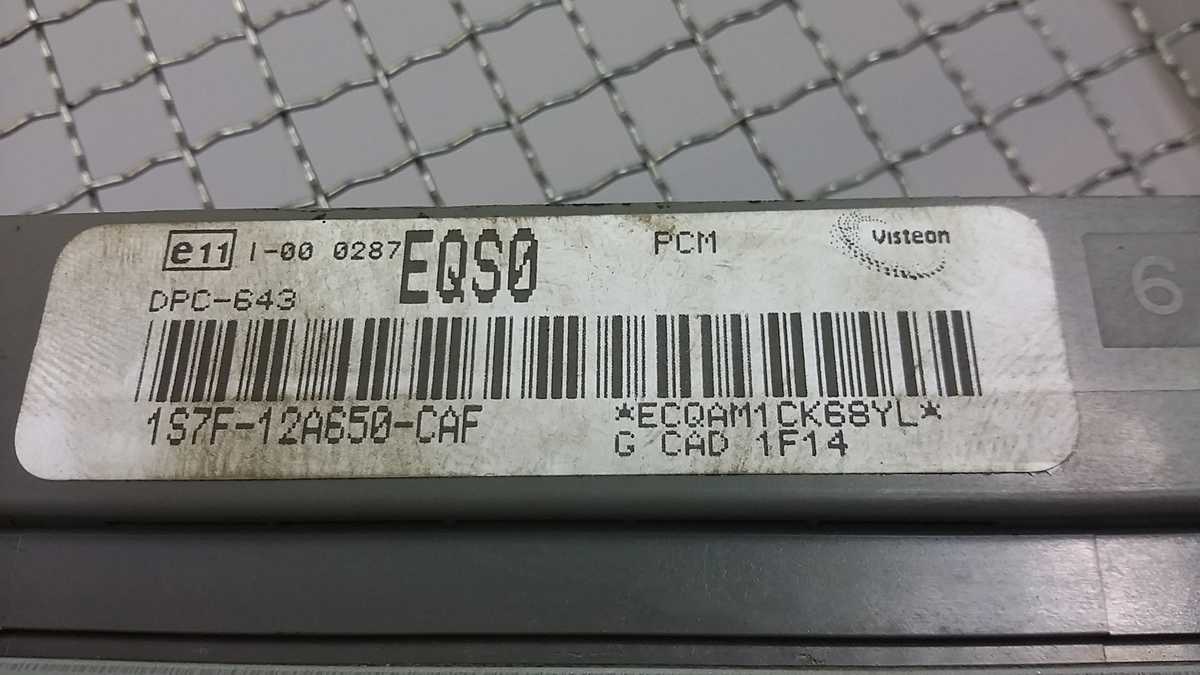 e11 I-00 0287 EQS0 PCM Visteon
DPC-643
1S7F-12A650-CAF *ECQAM1CK68YL*
G CAD 1F14
6